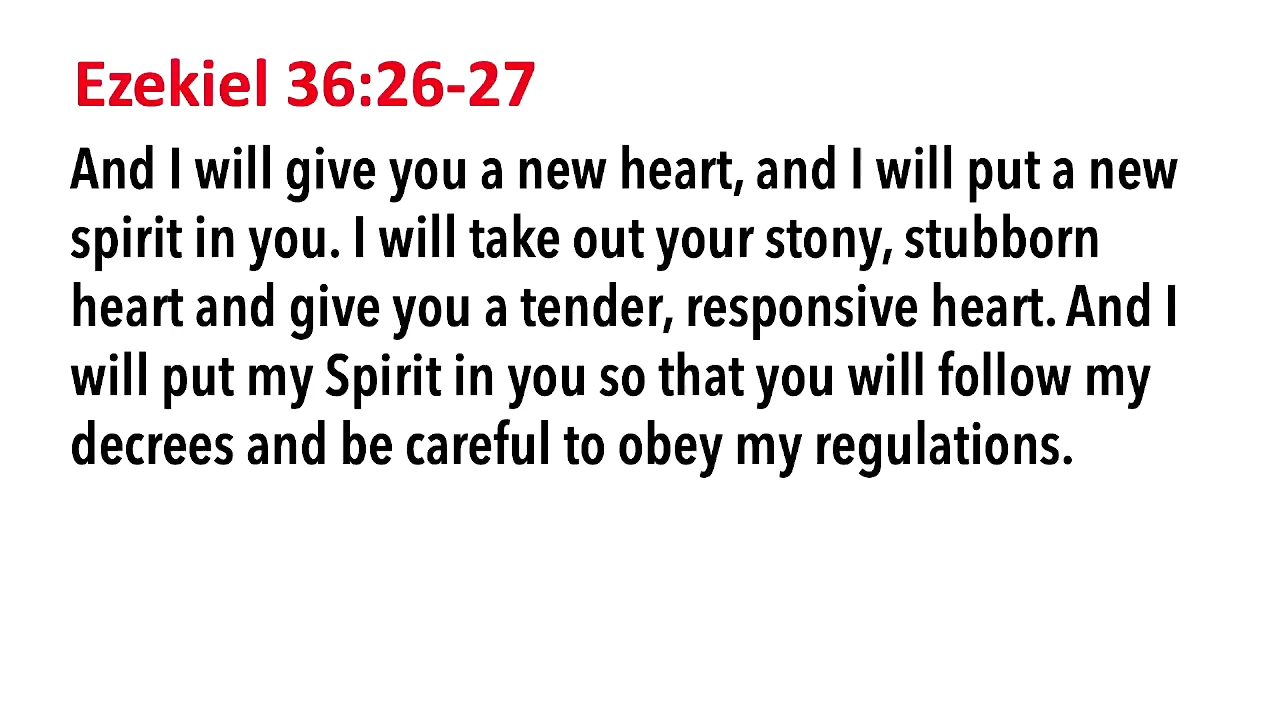 Ezekiel 36:26-27
And I will give you a new heart, and I will put a new
spirit in you. I will take out your stony, stubborn
heart and give you a tender, responsive heart. And I
will put my Spirit in you so that you will follow my
decrees and be careful to obey my regulations.